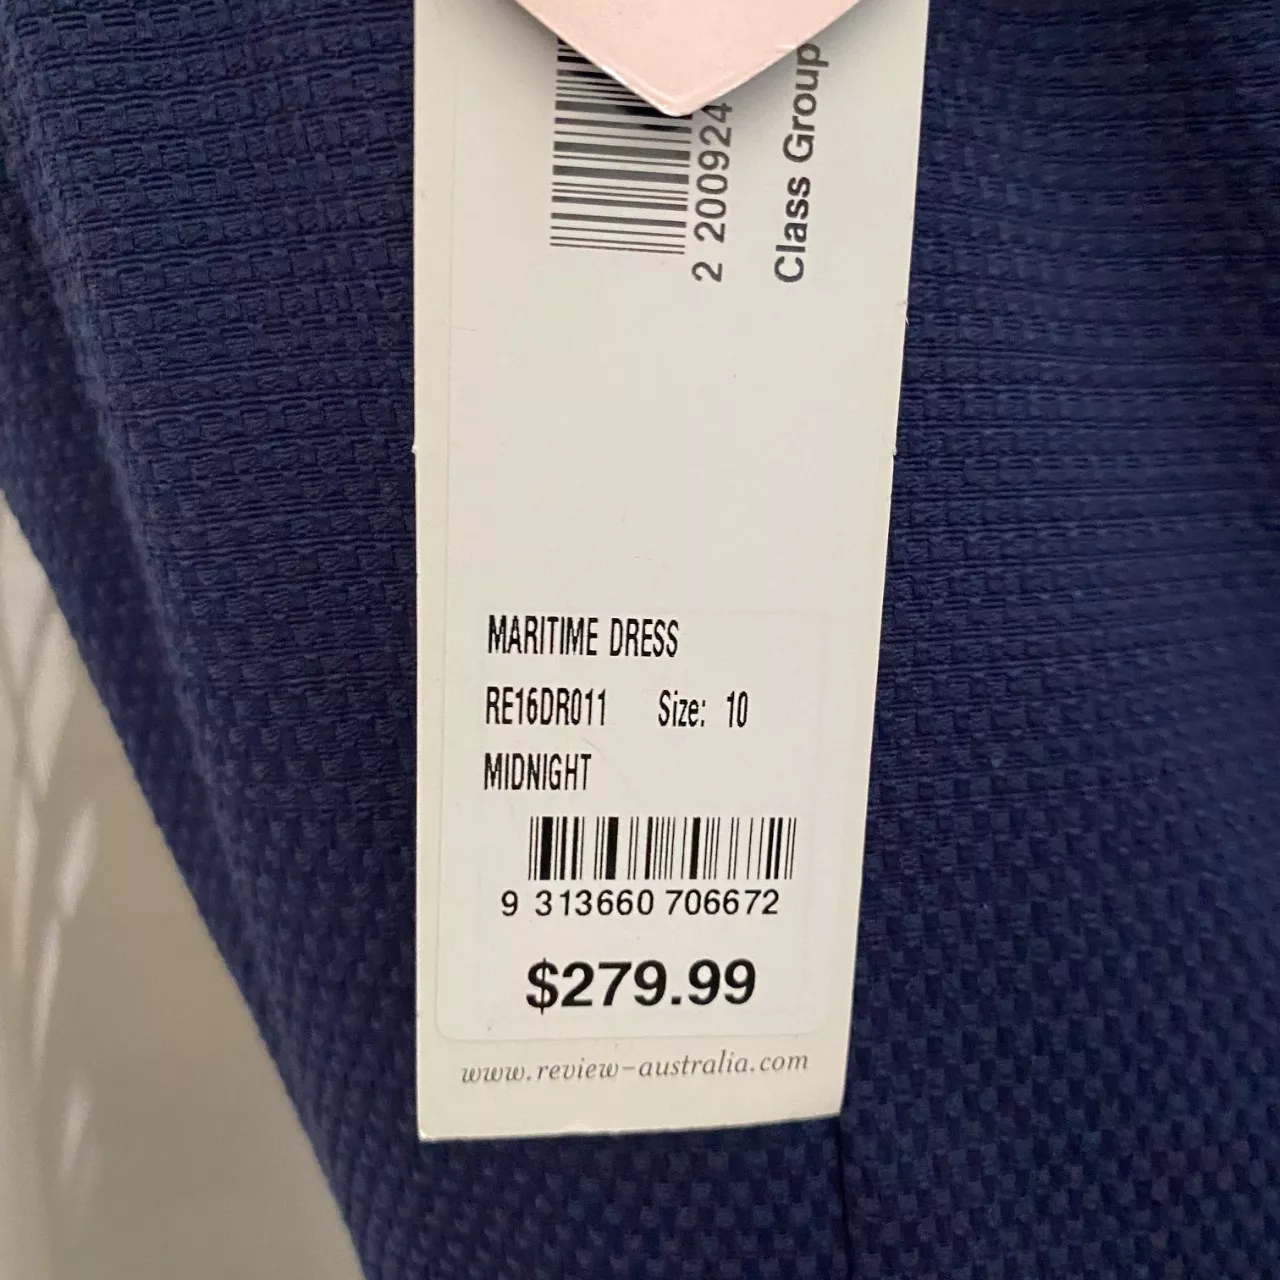 2 200924
Class Group
MARITIME DRESS
RE16DR011 Size: 10
MIDNIGHT
9 313660 706672
$279.99
www.review-australia.com